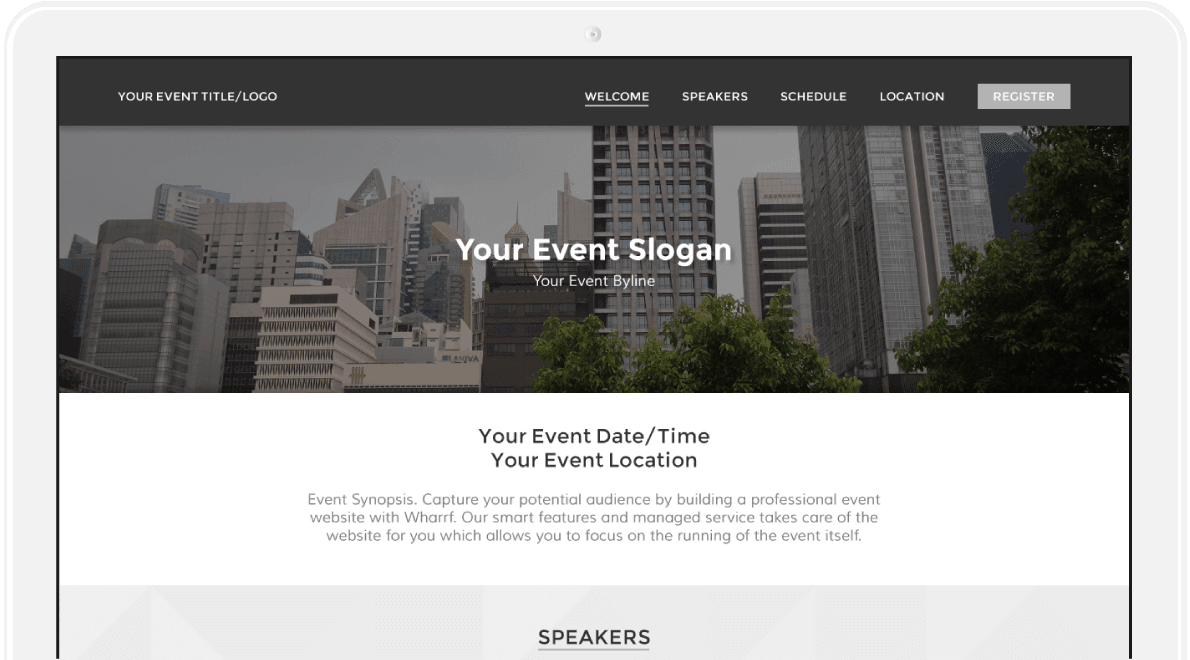 YOUR EVENT TITLE/LOGO
WELCOME
SPEAKERS
SCHEDULE
LOCATION
REGISTER
Your Event Slogan
Your Event Byline
Your Event Date/Time
Your Event Location
Event Synopsis. Capture your potential audience by building a professional event
website with Wharrf. Our smart features and managed service takes care of the
website for you which allows you to focus on the running of the event itself.
SPEAKERS